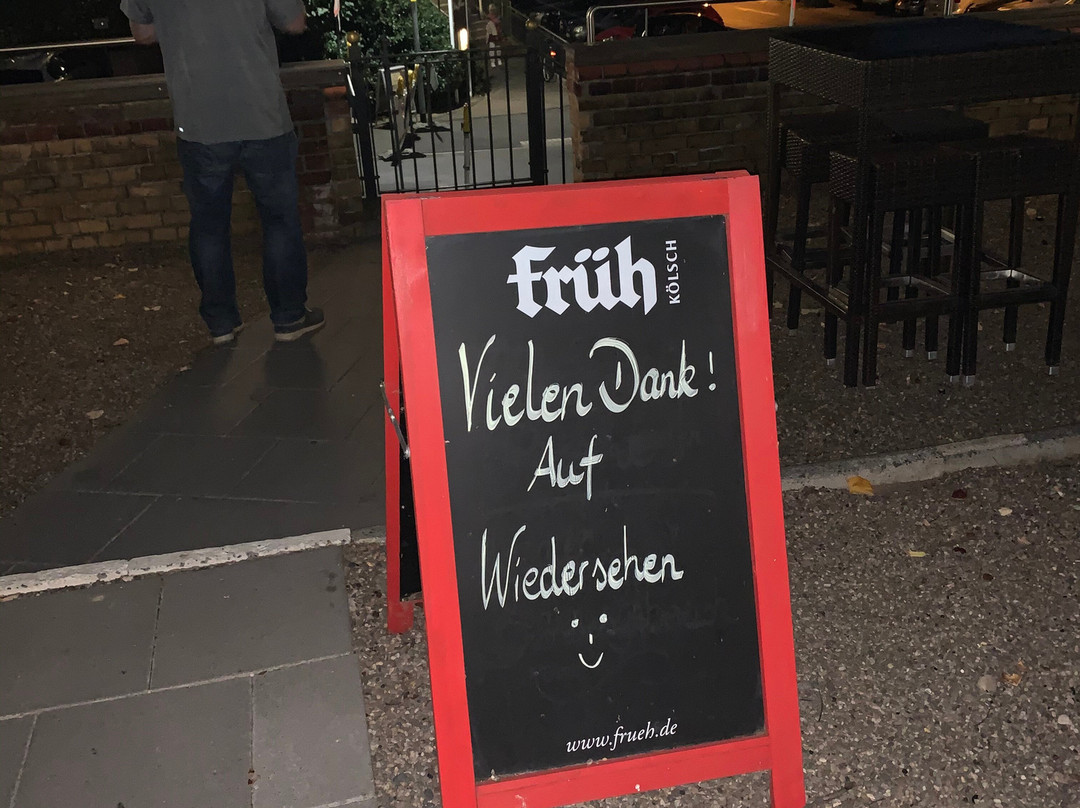 Früh
KÖLSCH
Vielen Dank!
Auf
Wiedersehen
www.frueh.de